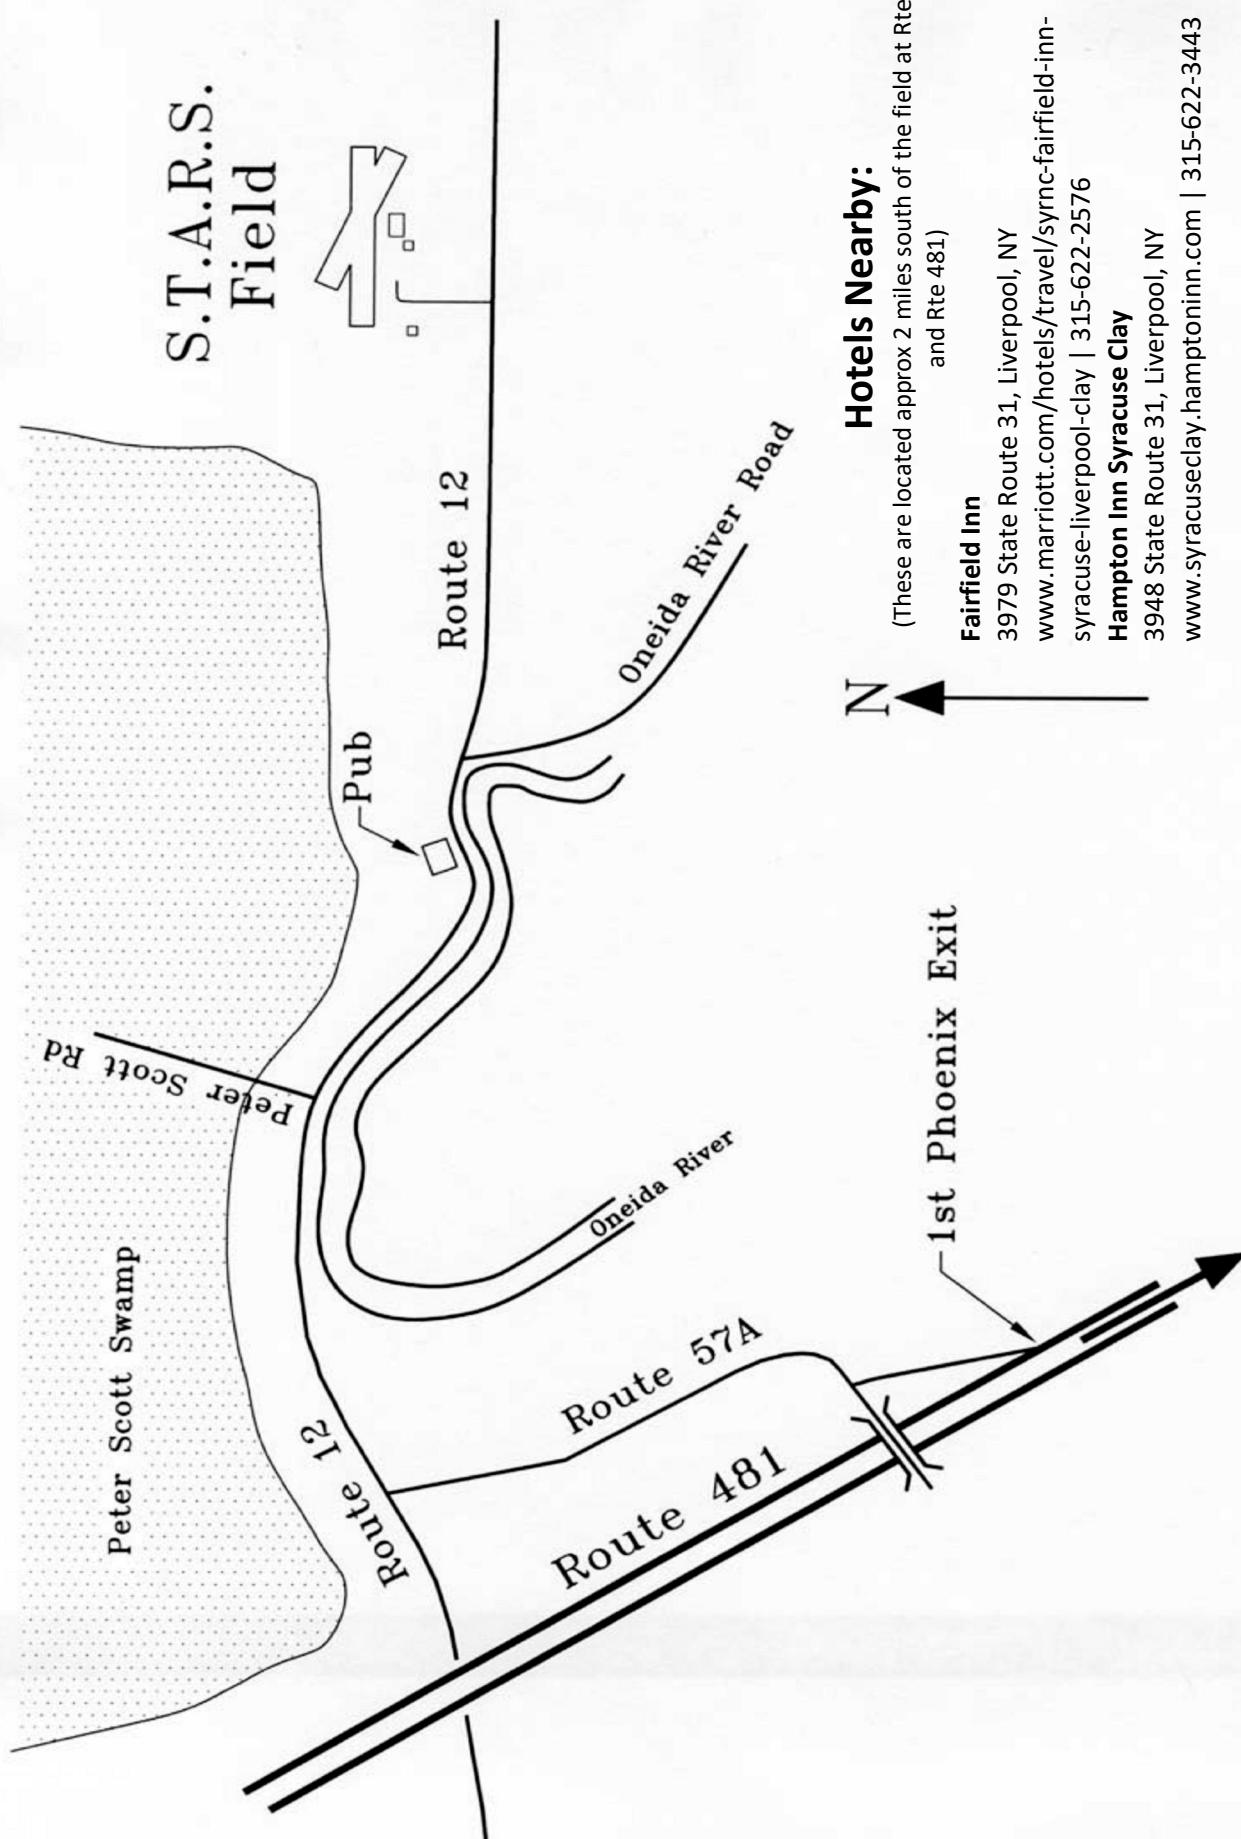 S.T.A.R.S.
Field
Peter Scott Swamp
Peter Scott Rd
Pub
Route 12
Route 12
Oneida River Road
Oneida River
Route 57A
Route 481
1st Phoenix Exit
N
Hotels Nearby:
(These are located approx 2 miles south of the field at Rte
and Rte 481)
Fairfield Inn
3979 State Route 31, Liverpool, NY
www.marriott.com/hotels/travel/syrnc-fairfield-inn-
syracuse-liverpool-clay | 315-622-2576
Hampton Inn Syracuse Clay
3948 State Route 31, Liverpool, NY
www.syracuseclay.hamptoninn.com | 315-622-3443